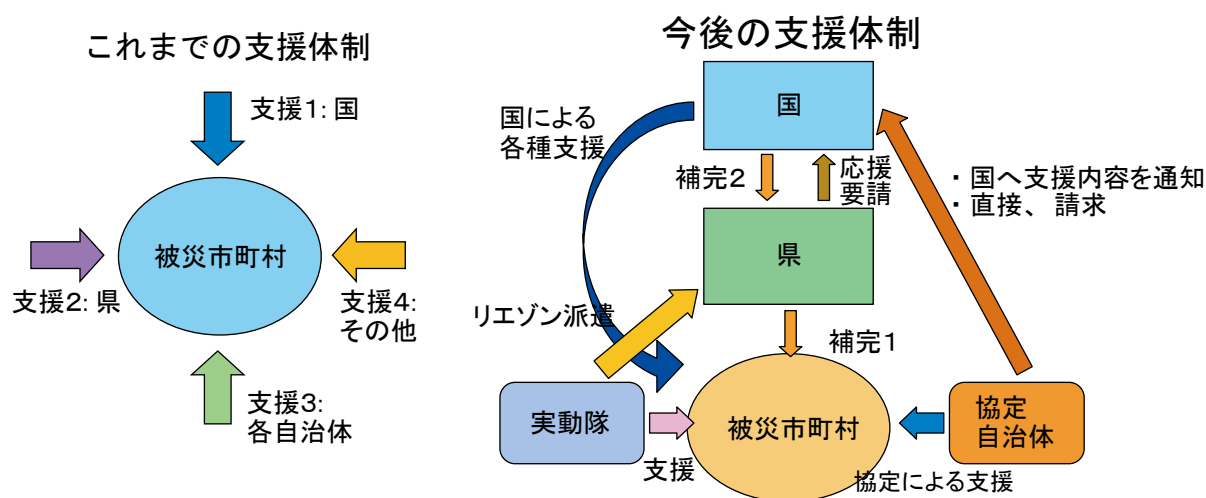 これまでの支援体制
支援1: 国
支援2: 県
被災市町村
支援4:
その他
支援3:
各自治体
今後の支援体制
国
国による
各種支援
補完2
応援
要請
・国へ支援内容を通知
・直接、請求
県
リエゾン派遣
補完1
実動隊
支援
被災市町村
協定
自治体
協定による支援